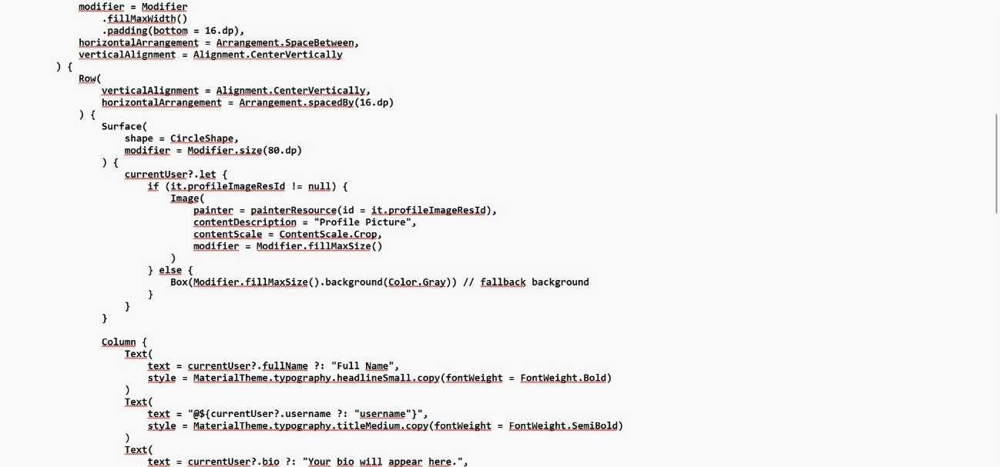 modifier = Modifier
.fillMaxWidth()
.padding(bottom = 16.dp),
horizontalArrangement = Arrangement.SpaceBetween,
verticalAlignment = Alignment.CenterVertically
) {
Row(
verticalAlignment = Alignment.CenterVertically,
horizontalArrangement = Arrangement.spacedBy(16.dp)
) {
Surface(
shape = CircleShape,
modifier = Modifier.size(80.dp)
) {
currentUser?.let {
if (it.profileImageResId != null) {
Image(
painter = painterResource(id = it.profileImageResId),
contentDescription = "Profile Picture",
contentScale = ContentScale.Crop,
modifier = Modifier.fillMaxSize()
)
} else {
Box(Modifier.fillMaxSize().background(Color.Gray)) // fallback background
}
}
}
Column {
Text(
text = currentUser?.fullName ?: "Full Name",
style = MaterialTheme.typography.headlineSmall.copy(fontWeight = FontWeight.Bold)
)
Text(
text = "@${currentUser?.username ?: "username"}",
style = MaterialTheme.typography.titleMedium.copy(fontWeight = FontWeight.SemiBold)
)
Text(
text = currentUser?.bio ?: "Your bio will appear here.",